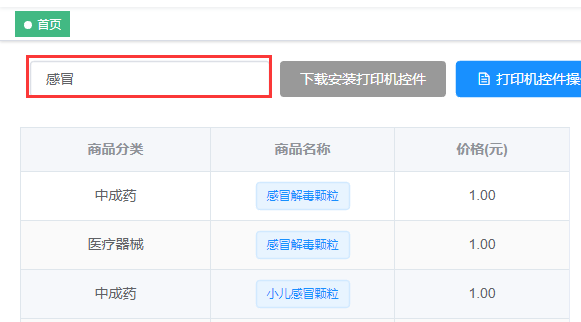 首页
感冒
下载安装打印机控件
打印机控件操
商品分类 商品名称 价格(元)
中成药 感冒解毒颗粒 1.00
医疗器械 感冒解毒颗粒 1.00
中成药 小儿感冒颗粒 1.00